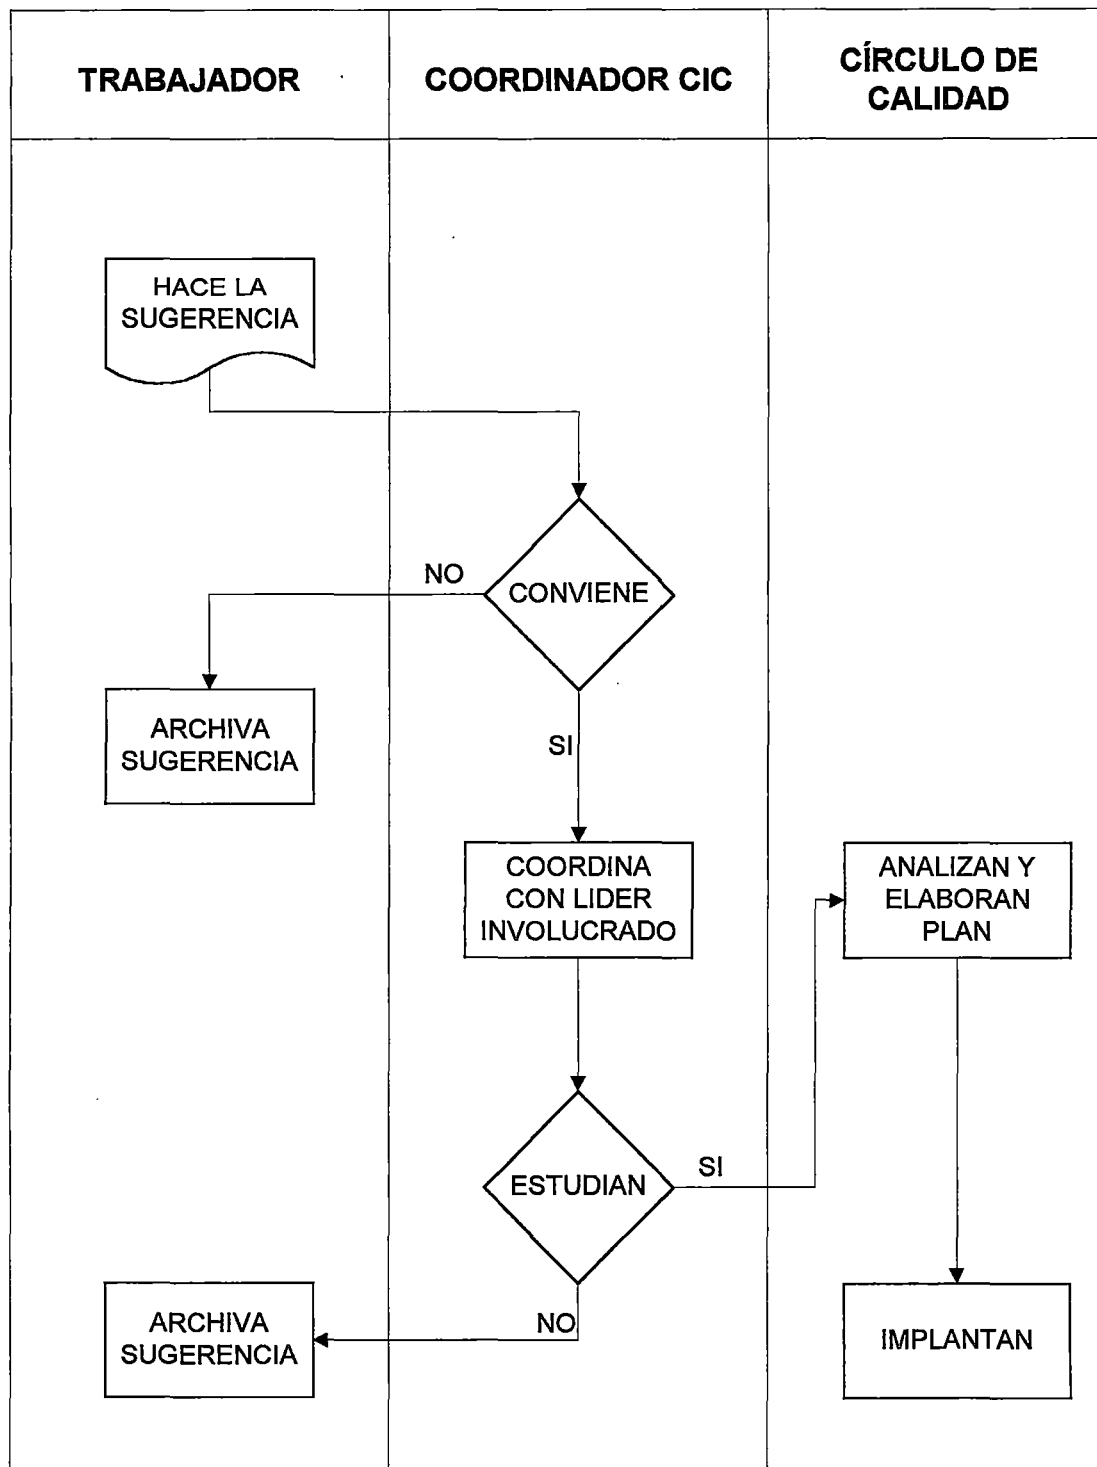 TRABAJADOR
COORDINADOR CIC
CÍRCULO DE
CALIDAD
HACE LA
SUGERENCIA
NO
CONVIENE
ARCHIVA
SUGERENCIA
SI
COORDINA
CON LIDER
INVOLUCRADO
ANALIZAN Y
ELABORAN
PLAN
ESTUDIAN
SI
NO
ARCHIVA
SUGERENCIA
IMPLANTAN